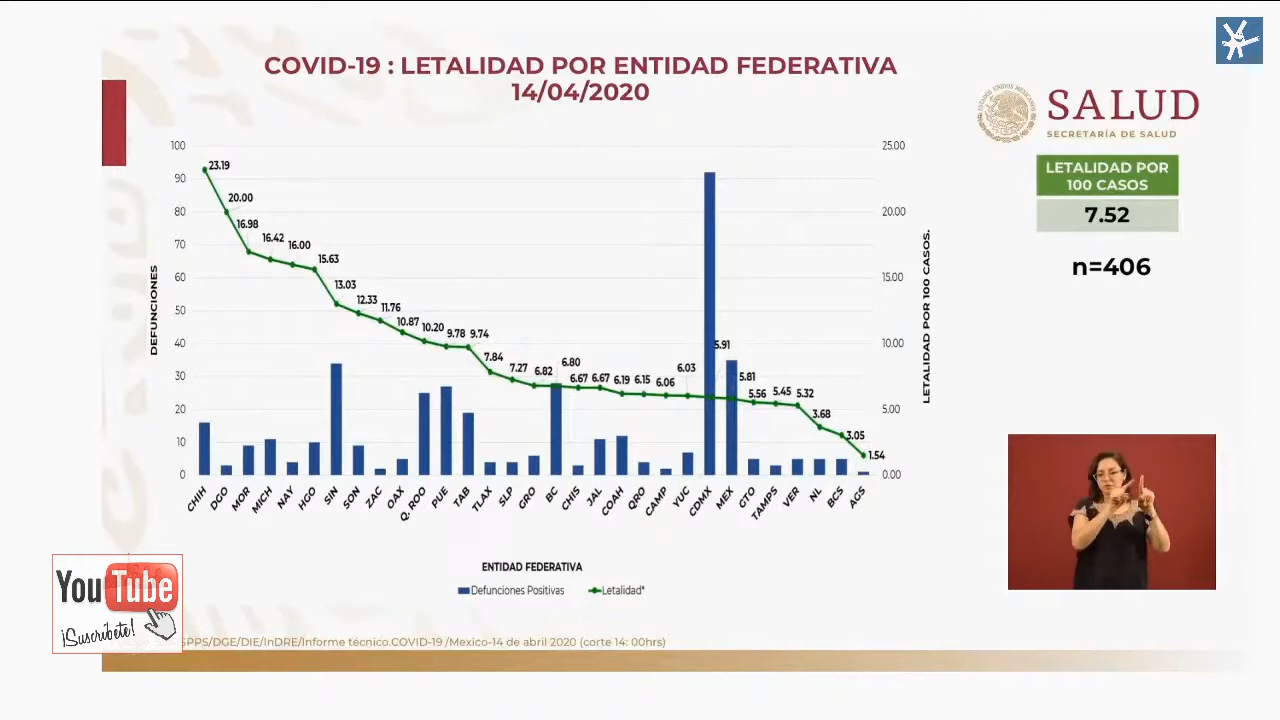 COVID-19 : LETALIDAD POR ENTIDAD FEDERATIVA
14/04/2020
SALUD
SECRETARÍA DE SALUD
LETALIDAD POR
100 CASOS
7.52
n=406
DEFUNCIONES
100
90
80
70
60
50
40
30
20
10
0
23.19
20.00
16.98
16.42
16.00
15.63
13.03
12.33
11.76
10.87
10.20
9.78
9.74
7.84
7.27
6.82
6.80
6.67
6.67
6.19
6.15
6.06
6.03
5.91
5.81
5.56
5.45
5.32
3.68
3.05
1.54
25.00
20.00
15.00
10.00
5.00
0.00
LETALIDAD POR 100 CASOS.
CHIH
DGO
MOR
MICH
NAY
HGO
SIN
SON
ZAC
OAX
Q. ROO
PUE
TAB
TLAX
SLP
GRO
BC
CHIS
JAL
COAH
QRO
CAMP
YUC
CDMX
MEX
GTO
TAMPS
VER
NL
BCS
AGS
ENTIDAD FEDERATIVA
Defunciones Positivas
Letalidad*
YouTube
¡Suscríbete!
SPPS/DGE/DIE/InDRE/Informe técnico.COVID-19 /Mexico-14 de abril 2020 (corte 14: 00hrs)